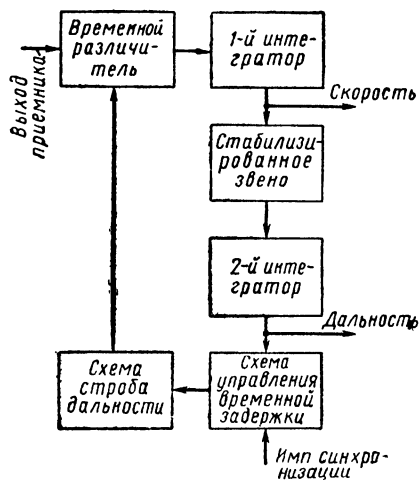 Временной
различи-
тель
1-й инте-
гратор
Выход
приемника
Скорость
Стабилизи-
рованное
звено
2-й инте-
гратор
Дальность
Схема
строба
дальности
Схема
управления
временной
задержки
Имп синхро-
низации